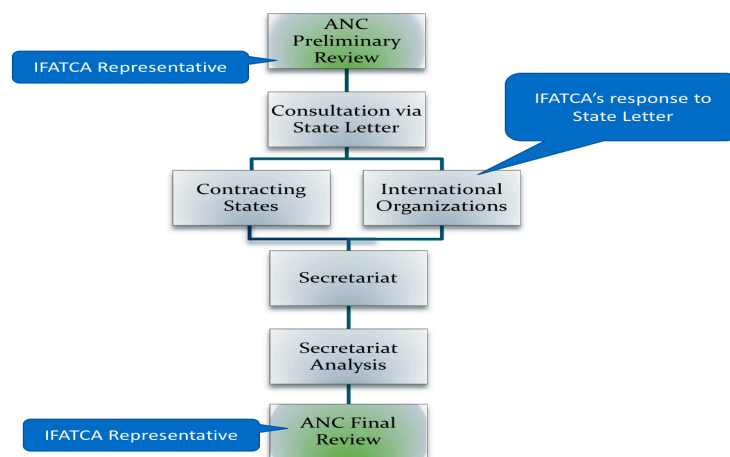 ANC
Preliminary
Review
IFATCA Representative
Consultation via
State Letter
IFATCA's response to
State Letter
Contracting
States
International
Organizations
Secretariat
Secretariat
Analysis
ANC Final
Review
IFATCA Representative